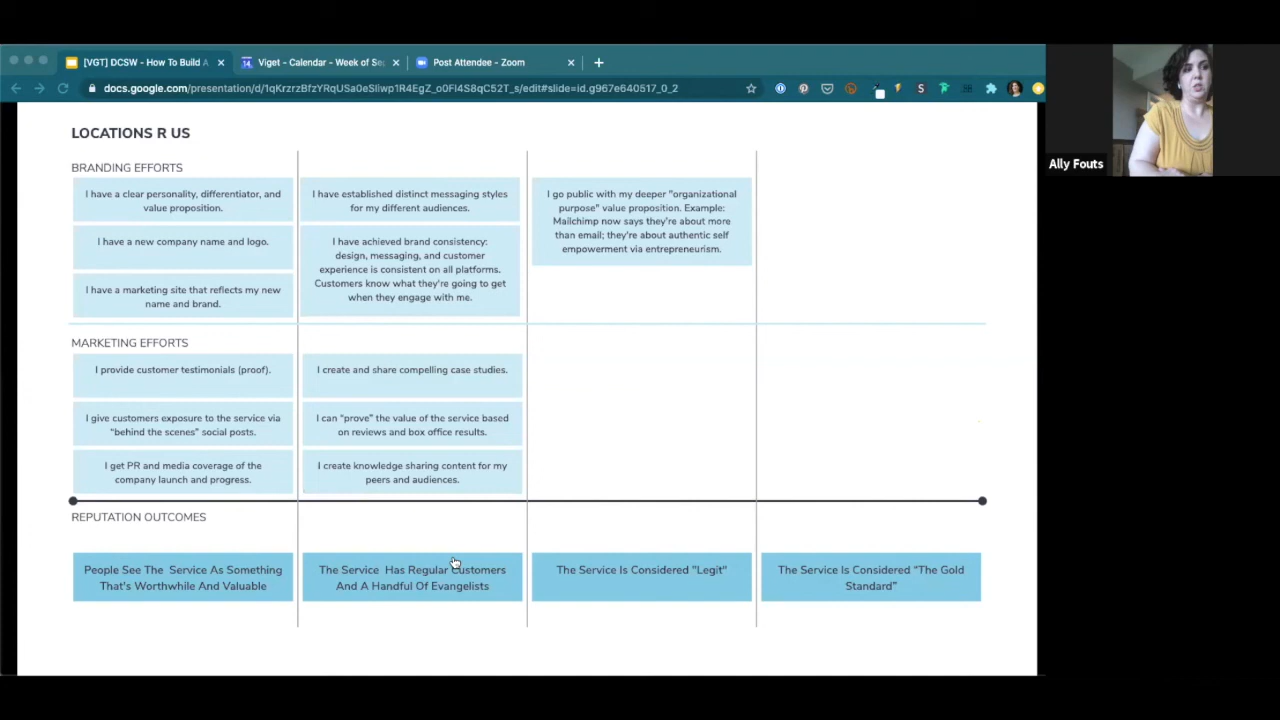 [VGT] DCSW - How To Build A
Viget - Calendar - Week of Se
Post Attendee - Zoom
docs.google.com/presentation/d/1qKrzrzBfzYRqUSa0eSliwp1R4EgZ_o0Fl4S8qC52T_s/edit#slide=id.g967e640517_0_2
Ally Fouts
LOCATIONS R US
BRANDING EFFORTS
I have a clear personality, differentiator, and
value proposition.
I have a new company name and logo.
I have a marketing site that reflects my new
name and brand.
I have established distinct messaging styles
for my different audiences.
I have achieved brand consistency:
design, messaging, and customer
experience is consistent on all platforms.
Customers know what they're going to get
when they engage with me.
I go public with my deeper "organizational
purpose" value proposition. Example:
Mailchimp now says they're about more
than email; they're about authentic self
empowerment via entrepreneurism.
MARKETING EFFORTS
I provide customer testimonials (proof).
I give customers exposure to the service via
"behind the scenes" social posts.
I get PR and media coverage of the
company launch and progress.
I create and share compelling case studies.
I can "prove" the value of the service based
on reviews and box office results.
I create knowledge sharing content for my
peers and audiences.
REPUTATION OUTCOMES
People See The Service As Something
That's Worthwhile And Valuable
The Service Has Regular Customers
And A Handful Of Evangelists
The Service Is Considered "Legit"
The Service Is Considered "The Gold
Standard"